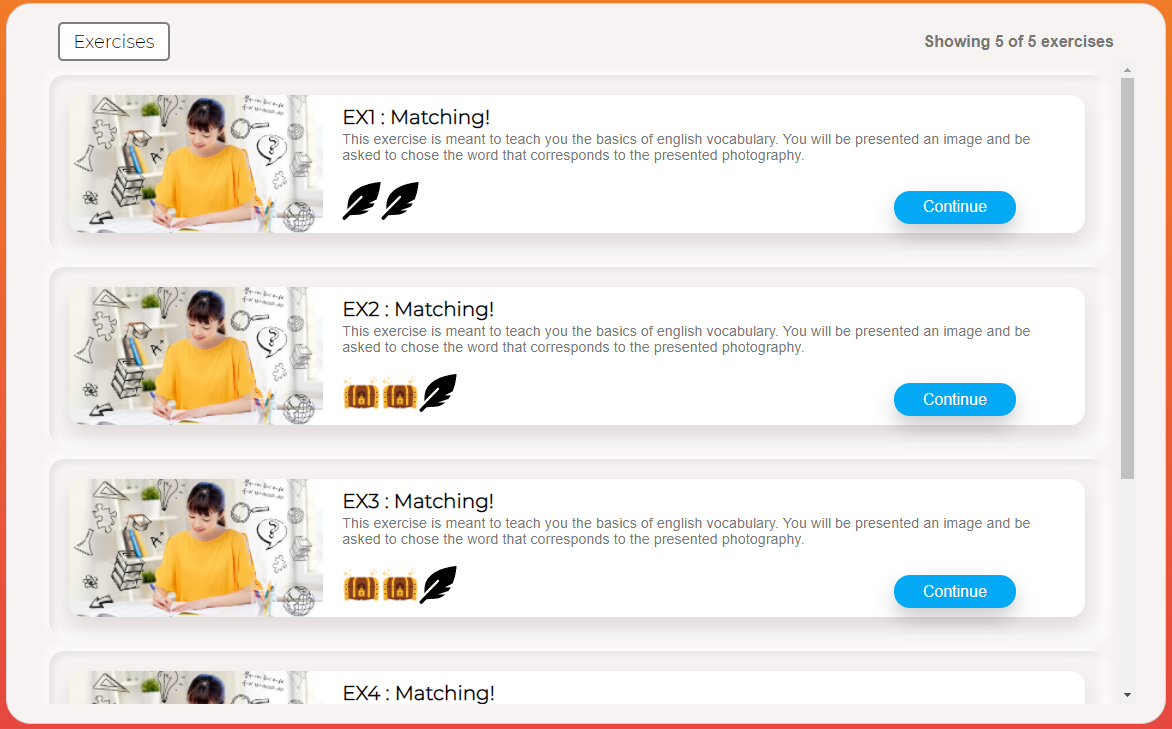 Exercises
Showing 5 of 5 exercises
EX1 : Matching!
This exercise is meant to teach you the basics of english vocabulary. You will be presented an image and be
asked to chose the word that corresponds to the presented photography.
Continue
EX2 : Matching!
This exercise is meant to teach you the basics of english vocabulary. You will be presented an image and be
asked to chose the word that corresponds to the presented photography.
Continue
EX3 : Matching!
This exercise is meant to teach you the basics of english vocabulary. You will be presented an image and be
asked to chose the word that corresponds to the presented photography.
Continue
EX4 : Matching!